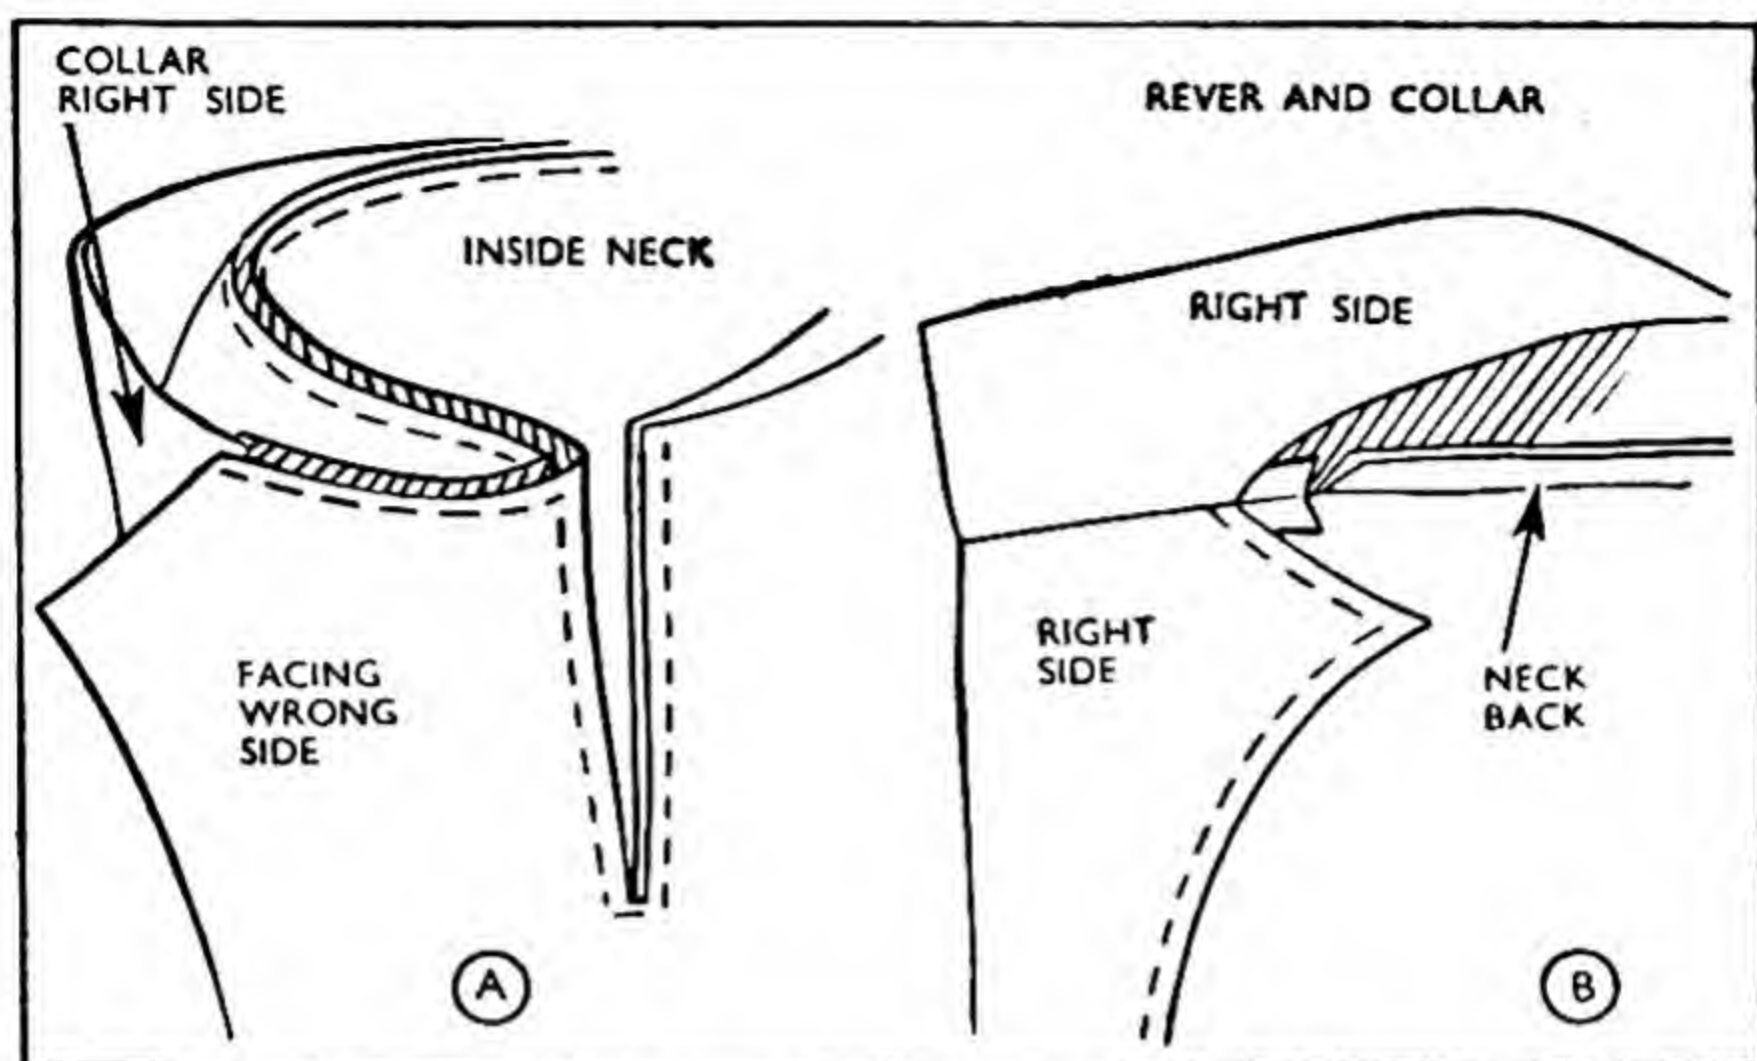 COLLAR
RIGHT SIDE
INSIDE NECK
FACING
WRONG
SIDE
A
REVER AND COLLAR
RIGHT SIDE
RIGHT
SIDE
NECK
BACK
B